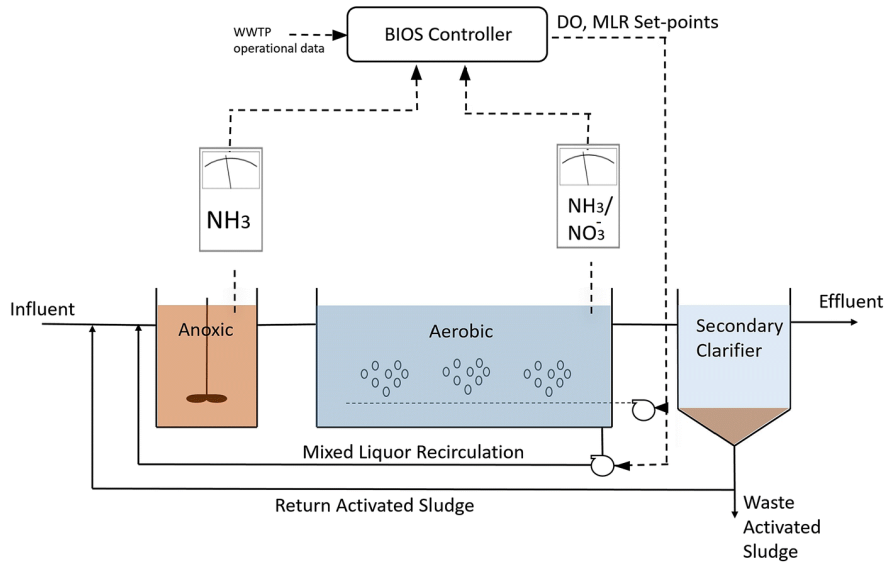 DO, MLR Set-points
WWTP
operational data
BIOS Controller
NH3
NH3/
NO3-
Influent
Effluent
Anoxic
Aerobic
Secondary
Clarifier
Mixed Liquor Recirculation
Return Activated Sludge
Waste
Activated
Sludge